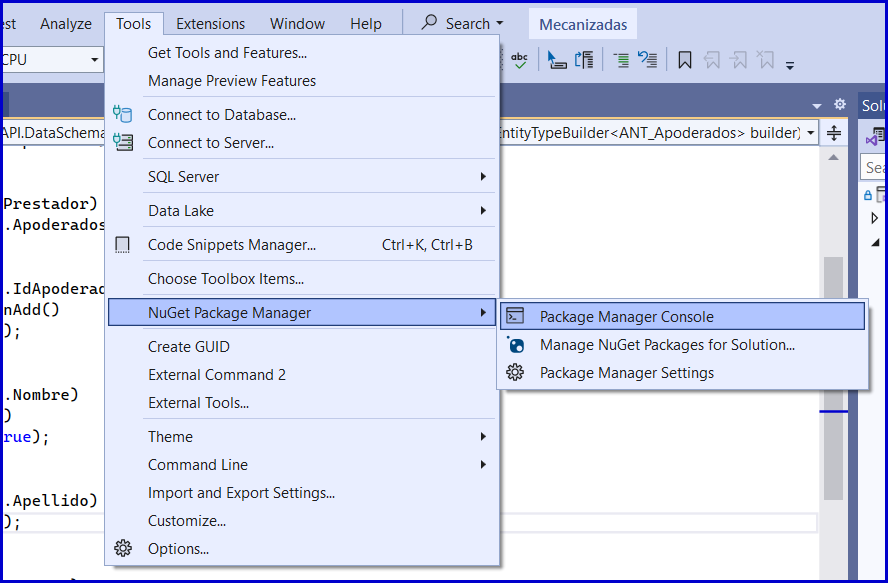 Analyze Tools Extensions Window Help Search Mecanizadas
CPU
Get Tools and Features...
Manage Preview Features
Connect to Database...
Connect to Server...
SQL Server
Data Lake
Code Snippets Manager... Ctrl+K, Ctrl+B
Choose Toolbox Items...
NuGet Package Manager
Create GUID
External Command 2
External Tools...
Theme
Command Line
Import and Export Settings...
Customize...
Options...
Package Manager Console
Manage NuGet Packages for Solution...
Package Manager Settings
abc
API.DataSchema
EntityTypeBuilder<ANT_Apoderados> builder)
Solu
Sea
Prestador)
.Apoderados
.IdApoderad
nAdd()
);
.Nombre)
)
rue);
.Apellido)
);